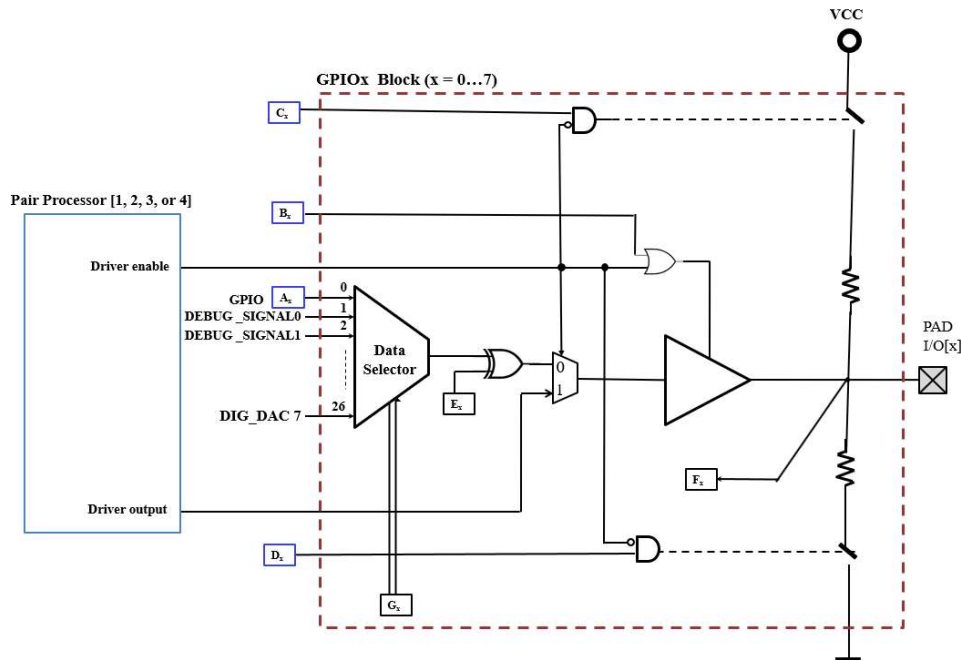 VCC
GPIOx Block (x = 0...7)
Cx
Pair Processor [1, 2, 3, or 4]
Bx
Driver enable
0
GPIO Ax
1
DEBUG_SIGNAL0
2
DEBUG_SIGNAL1
Data
Selector
0
1
PAD
I/O[x]
Ex
26
DIG_DAC 7
Fx
Driver output
Dx
Gx